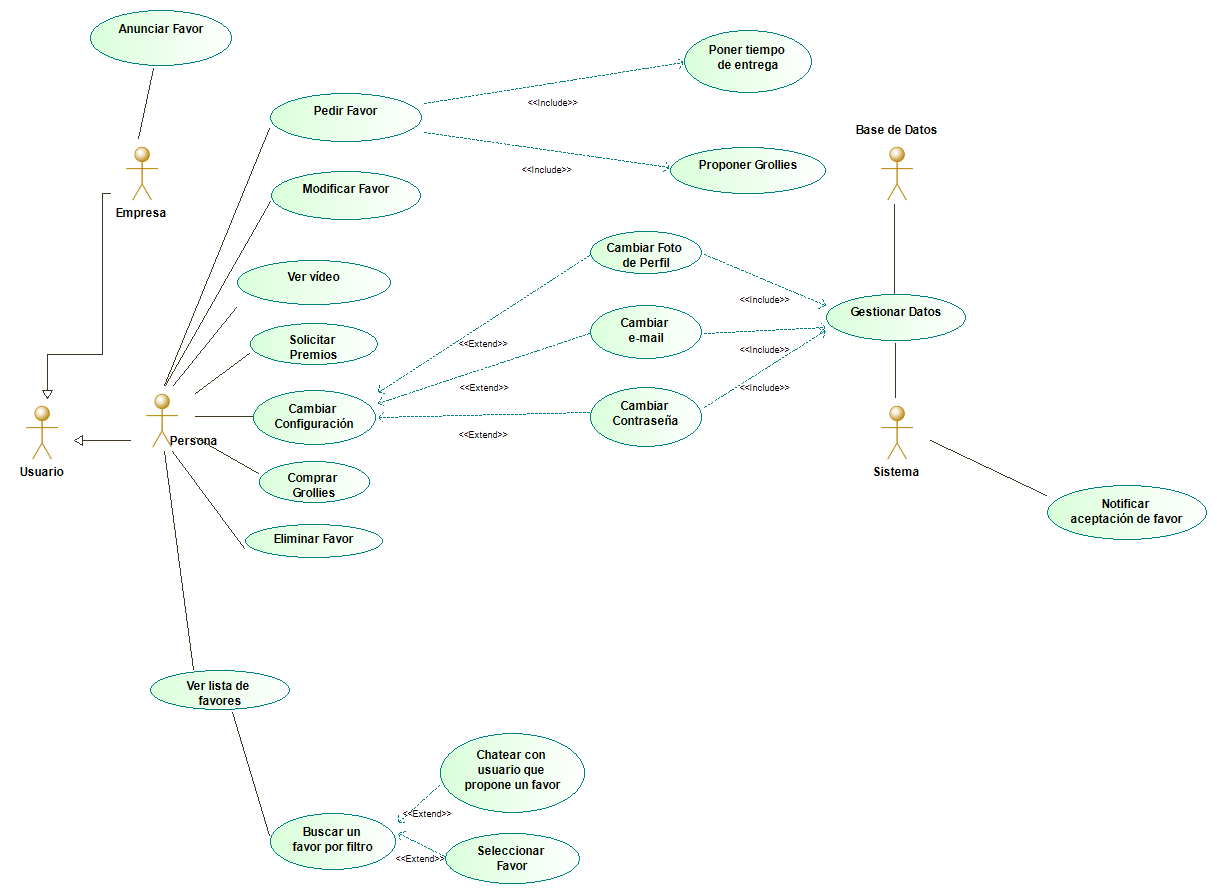 Anunciar Favor
Poner tiempo
de entrega
<<Include>>
Pedir Favor
Base de Datos
<<Include>>
Proponer Grollies
Modificar Favor
Empresa
Cambiar Foto
de Perfil
Ver vídeo
<<Include>>
Gestionar Datos
Cambiar
e-mail
Solicitar
Premios
<<Extend>>
<<Include>>
<<Extend>>
<<Include>>
Cambiar
Configuración
Cambiar
Contraseña
<<Extend>>
Persona
Usuario
Sistema
Comprar
Grollies
Notificar
aceptación de favor
Eliminar Favor
Ver lista de
favores
Chatear con
usuario que
propone un favor
<<Extend>>
Buscar un
favor por filtro
<<Extend>>
Seleccionar
Favor